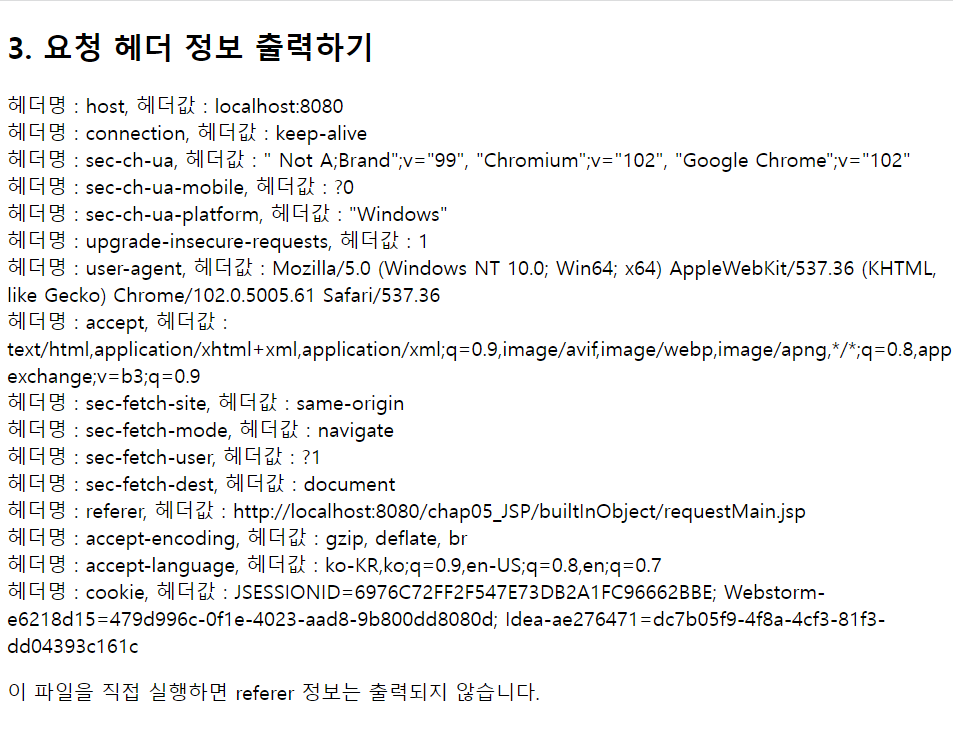 3. 요청 헤더 정보 출력하기
헤더명 : host, 헤더값 : localhost:8080
헤더명 : connection, 헤더값 : keep-alive
헤더명 : sec-ch-ua, 헤더값 : " Not A;Brand";v="99", "Chromium";v="102", "Google Chrome";v="102"
헤더명 : sec-ch-ua-mobile, 헤더값 : ?0
헤더명 : sec-ch-ua-platform, 헤더값 : "Windows"
헤더명 : upgrade-insecure-requests, 헤더값 : 1
헤더명 : user-agent, 헤더값 : Mozilla/5.0 (Windows NT 10.0; Win64; x64) AppleWebKit/537.36 (KHTML,
like Gecko) Chrome/102.0.5005.61 Safari/537.36
헤더명 : accept, 헤더값 :
text/html,application/xhtml+xml,application/xml;q=0.9,image/avif,image/webp,image/apng,*/*;q=0.8,app
exchange;v=b3;q=0.9
헤더명 : sec-fetch-site, 헤더값 : same-origin
헤더명 : sec-fetch-mode, 헤더값 : navigate
헤더명 : sec-fetch-user, 헤더값 : ?1
헤더명 : sec-fetch-dest, 헤더값 : document
헤더명 : referer, 헤더값 : http://localhost:8080/chap05_JSP/builtInObject/requestMain.jsp
헤더명 : accept-encoding, 헤더값 : gzip, deflate, br
헤더명 : accept-language, 헤더값 : ko-KR,ko;q=0.9,en-US;q=0.8,en;q=0.7
헤더명 : cookie, 헤더값 : JSESSIONID=6976C72FF2F547E73DB2A1FC96662BBE; Webstorm-
e6218d15=479d996c-0f1e-4023-aad8-9b800dd8080d; Idea-ae276471=dc7b05f9-4f8a-4cf3-81f3-
dd04393c161c
이 파일을 직접 실행하면 referer 정보는 출력되지 않습니다.